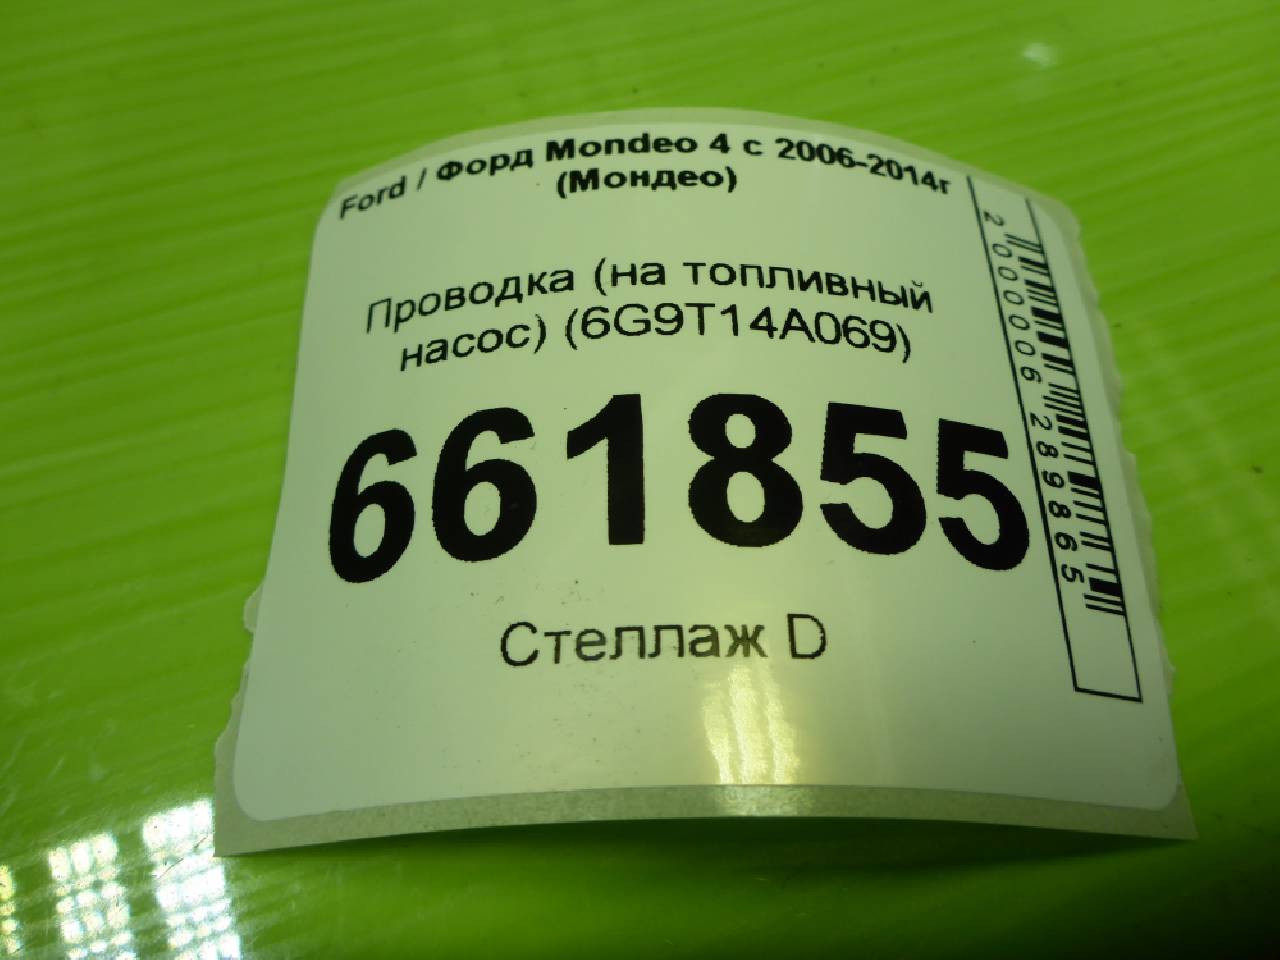 Ford / Форд Mondeo 4 с 2006-2014г
(Мондео)
Проводка (на топливный
насос) (6G9T14A069)
661855
Стеллаж D
2000006289865